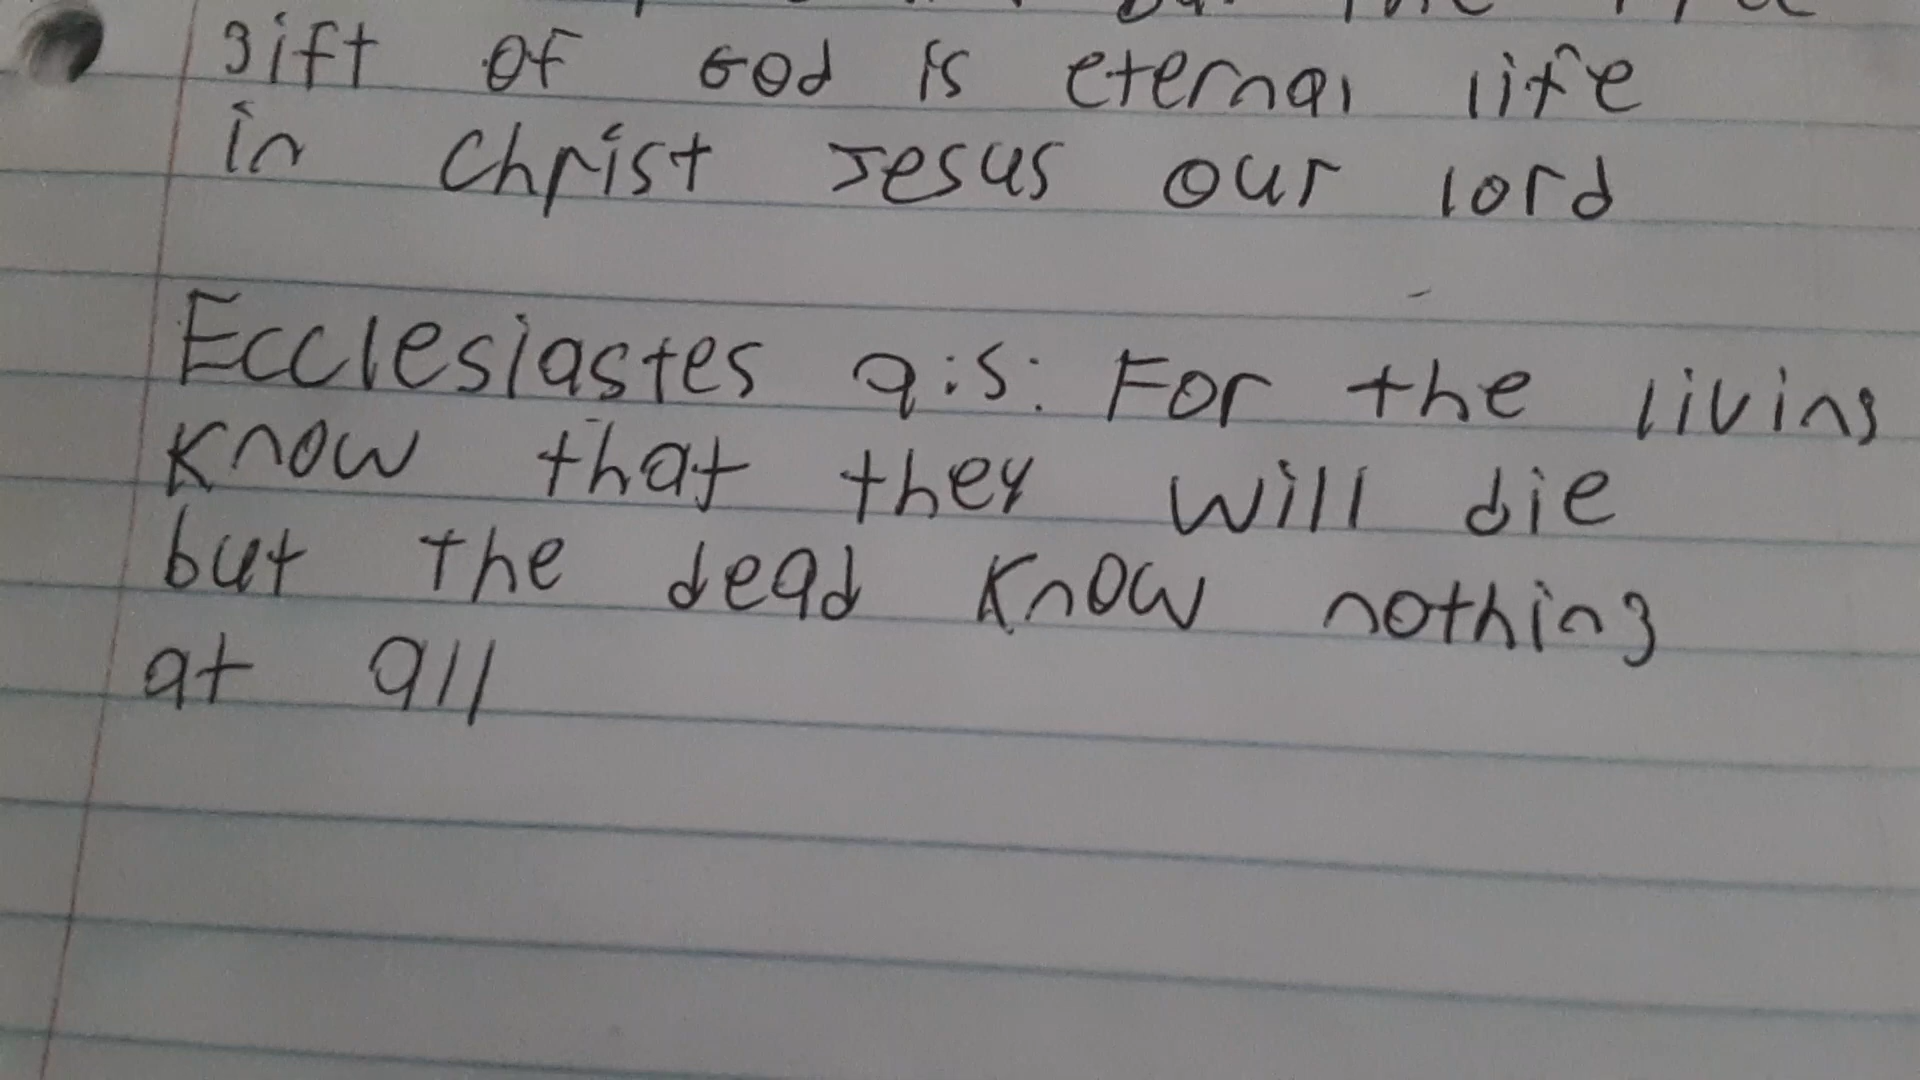 gift of God is eternal life
in Christ Jesus our lord
Ecclesiastes 9:5: For the living
know that they will die
but the dead know nothing
at all